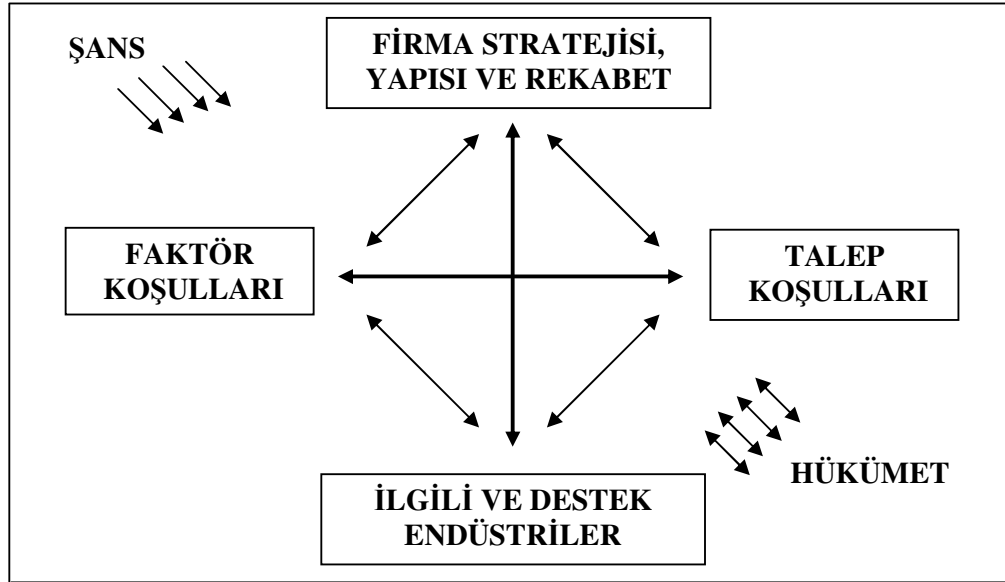 ŞANS
FİRMA STRATEJİSİ,
YAPISI VE REKABET
FAKTÖR
KOŞULLARI
TALEP
KOŞULLARI
HÜKÜMET
İLGİLİ VE DESTEK
ENDÜSTRİLER